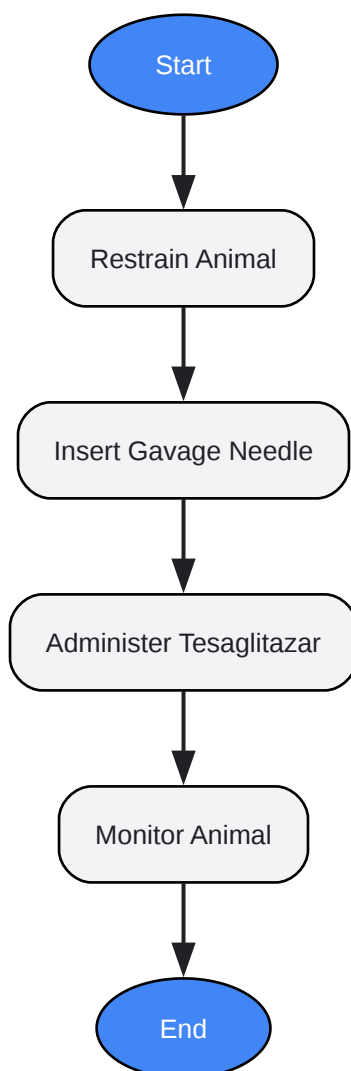 Start
Restrain Animal
Insert Gavage Needle
Administer Tesaglitazar
Monitor Animal
End